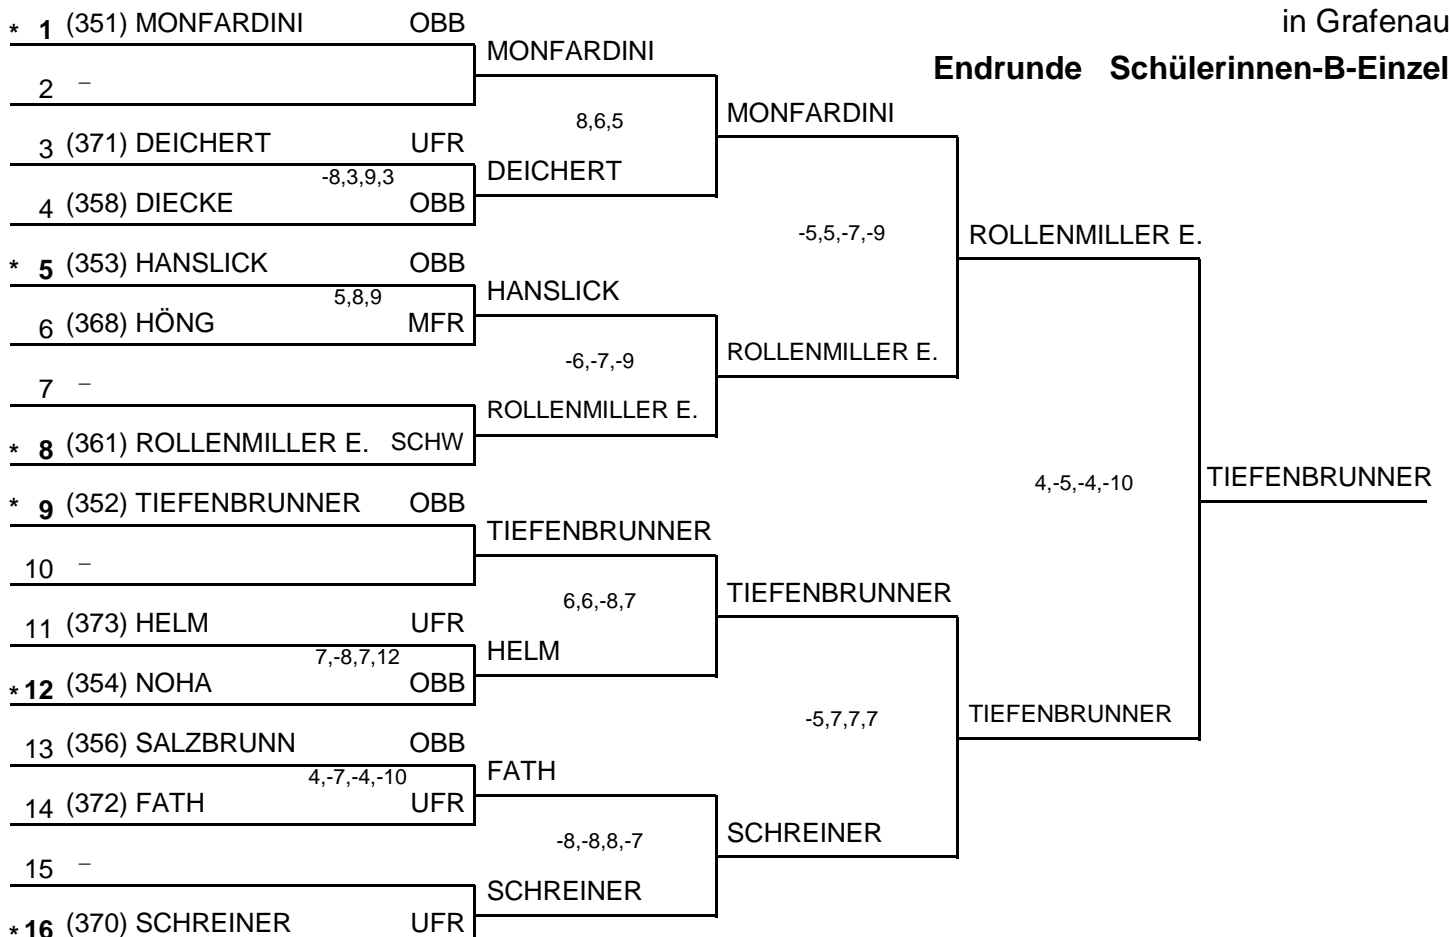 in Grafenau
Endrunde Schülerinnen-B-Einzel
* 1 (351) MONFARDINI OBB
MONFARDINI
2 –
8,6,5
MONFARDINI
3 (371) DEICHERT UFR
-8,3,9,3
DEICHERT
4 (358) DIECKE OBB
-5,5,-7,-9
ROLLENMILLER E.
* 5 (353) HANSLICK OBB
5,8,9
HANSLICK
6 (368) HÖNG MFR
-6,-7,-9
ROLLENMILLER E.
7 –
ROLLENMILLER E.
* 8 (361) ROLLENMILLER E. SCHW
4,-5,-4,-10
TIEFENBRUNNER
* 9 (352) TIEFENBRUNNER OBB
TIEFENBRUNNER
10 –
6,6,-8,7
TIEFENBRUNNER
11 (373) HELM UFR
7,-8,7,12
HELM
* 12 (354) NOHA OBB
-5,7,7,7
TIEFENBRUNNER
13 (356) SALZBRUNN OBB
4,-7,-4,-10
FATH
14 (372) FATH UFR
-8,-8,8,-7
SCHREINER
15 –
SCHREINER
* 16 (370) SCHREINER UFR